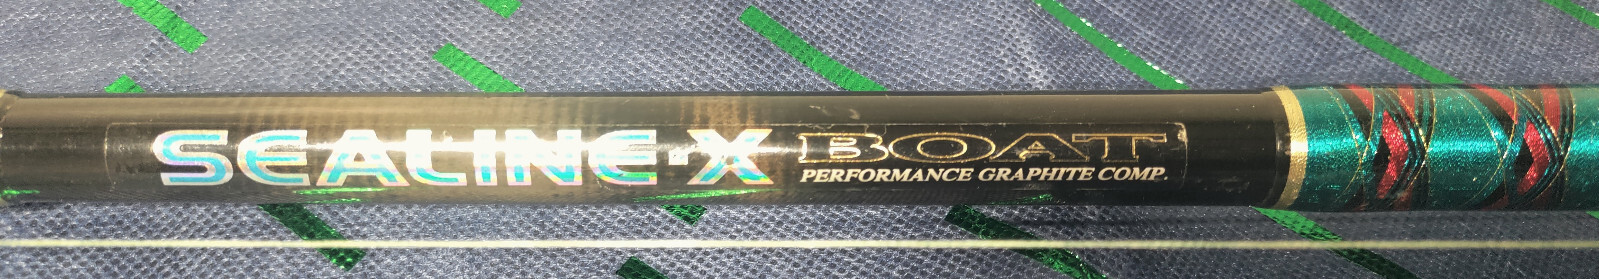 SEALINE-X BOAT
PERFORMANCE GRAPHITE COMP.